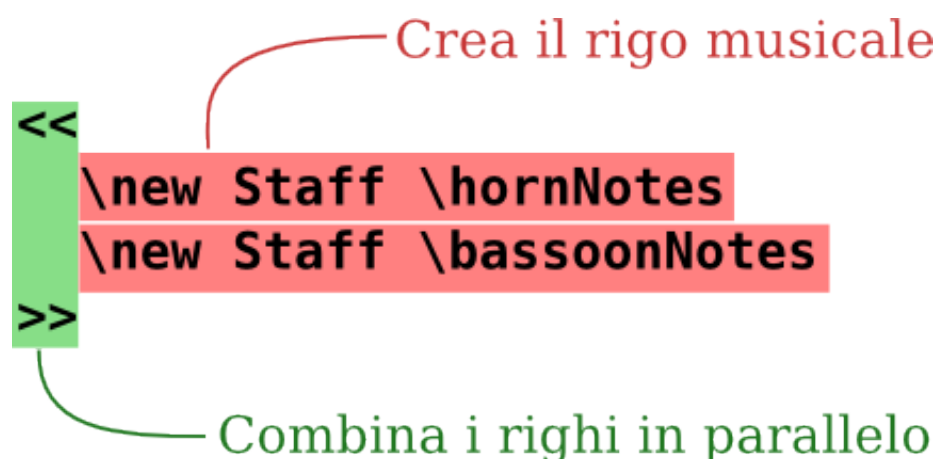 Crea il rigo musicale
<<
\new Staff \hornNotes
\new Staff \bassoonNotes
>>
Combina i righi in parallelo